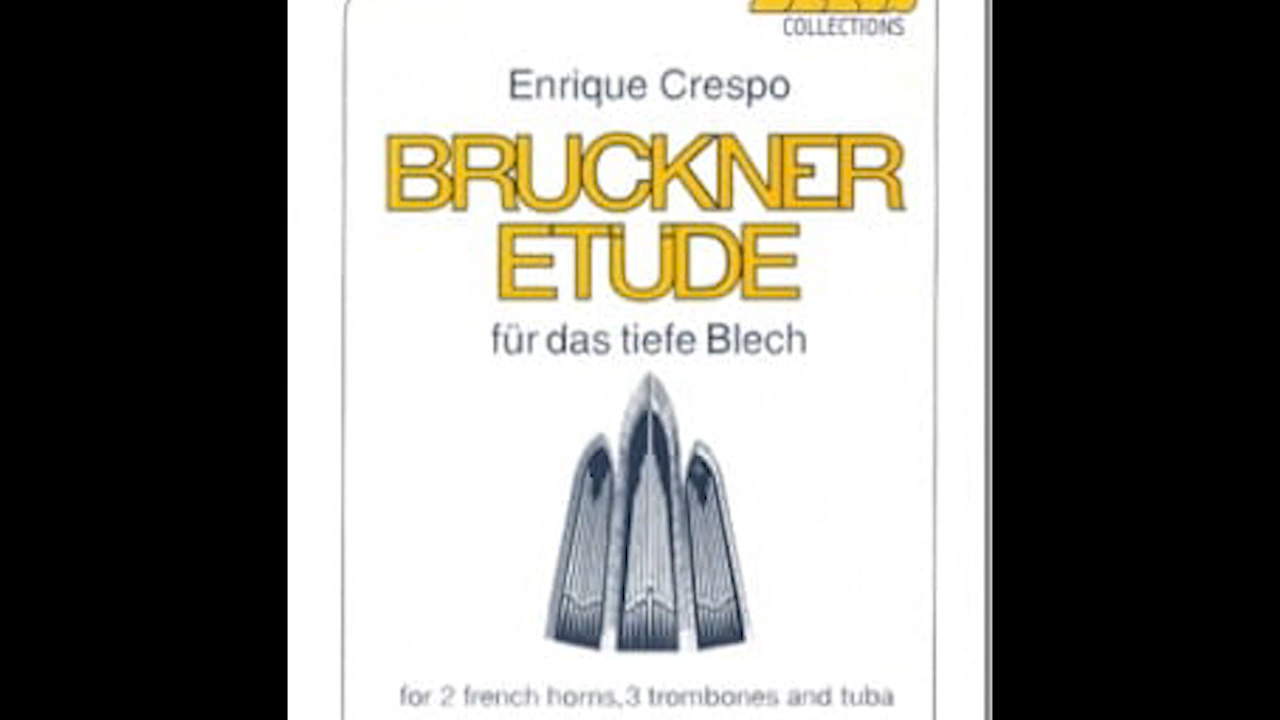 COLLECTIONS
Enrique Crespo
BRUCKNER
ETUDE
für das tiefe Blech
for 2 french horns, 3 trombones and tuba